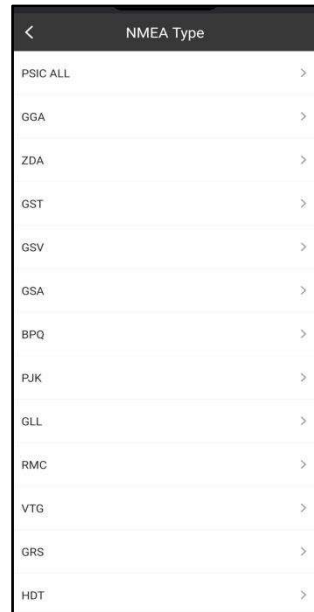 NMEA Type
PSIC ALL
GGA
ZDA
GST
GSV
GSA
BPQ
PJK
GLL
RMC
VTG
GRS
HDT